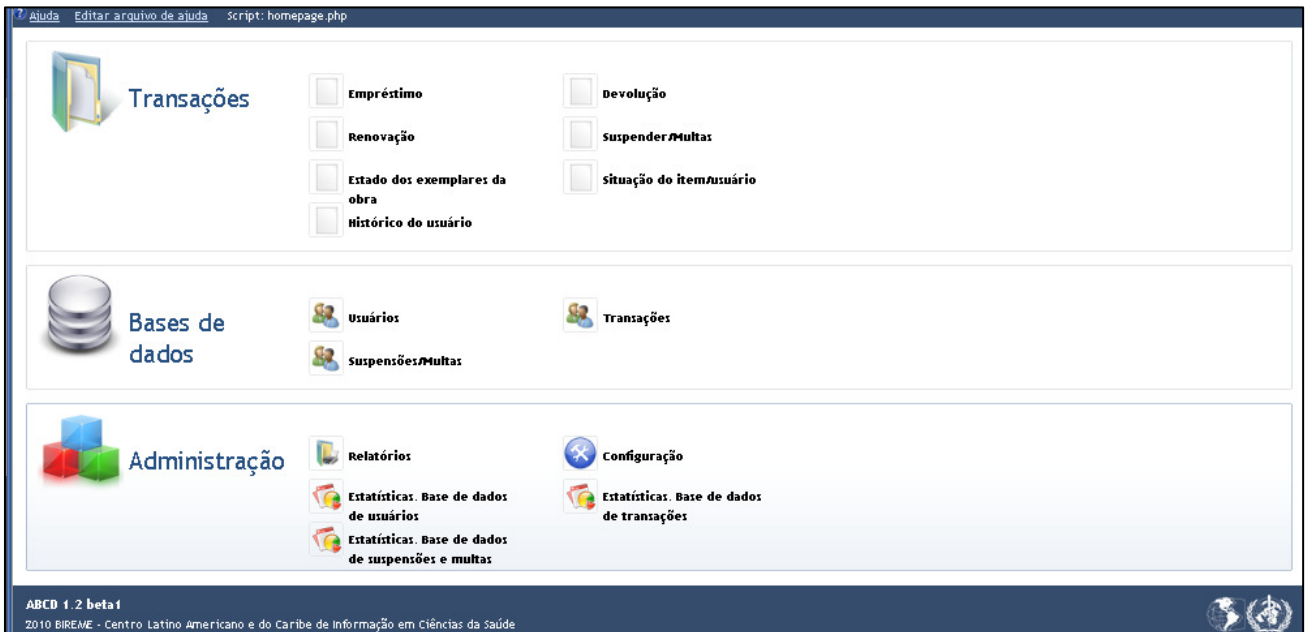 Ajuda Editar arquivo de ajuda Script: homepage.php
Transações
Empréstimo
Devolução
Renovação
Suspender/Multas
Estado dos exemplares da
obra
Situação do item/usuário
Histórico do usuário
Bases de
dados
Usuários
Transações
Suspensões/Multas
Administração
Relatórios
Configuração
Estatísticas. Base de dados
de usuários
Estatísticas. Base de dados
de transações
Estatísticas. Base de dados
de suspensões e multas
ABCD 1.2 beta1
2010 BIREME - Centro Latino Americano e do Caribe de Informação em Ciências da Saúde